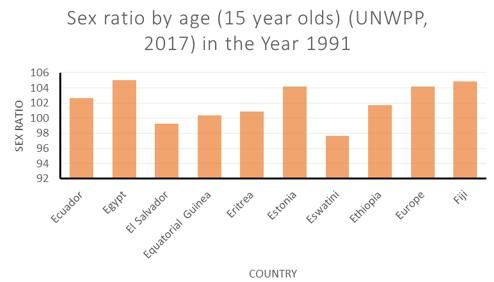 Sex ratio by age (15 year olds) (UNWPP,
2017) in the Year 1991
106
104
102
100
98
96
94
92
SEX RATIO
Ecuador
Egypt
El Salvador
Equatorial Guinea
Eritrea
Estonia
Eswatini
Ethiopia
Europe
Fiji
COUNTRY